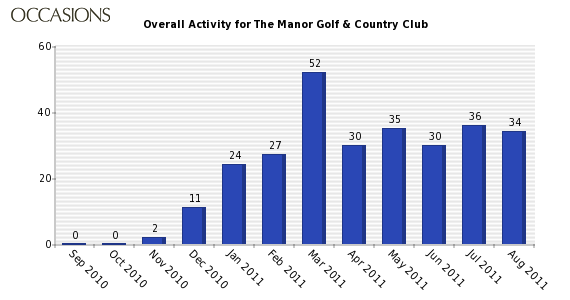 OCCASIONS
Overall Activity for The Manor Golf & Country Club
60
40
20
0
0
0
2
11
24
27
52
30
35
30
36
34
Sep 2010
Oct 2010
Nov 2010
Dec 2010
Jan 2011
Feb 2011
Mar 2011
Apr 2011
May 2011
Jun 2011
Jul 2011
Aug 2011